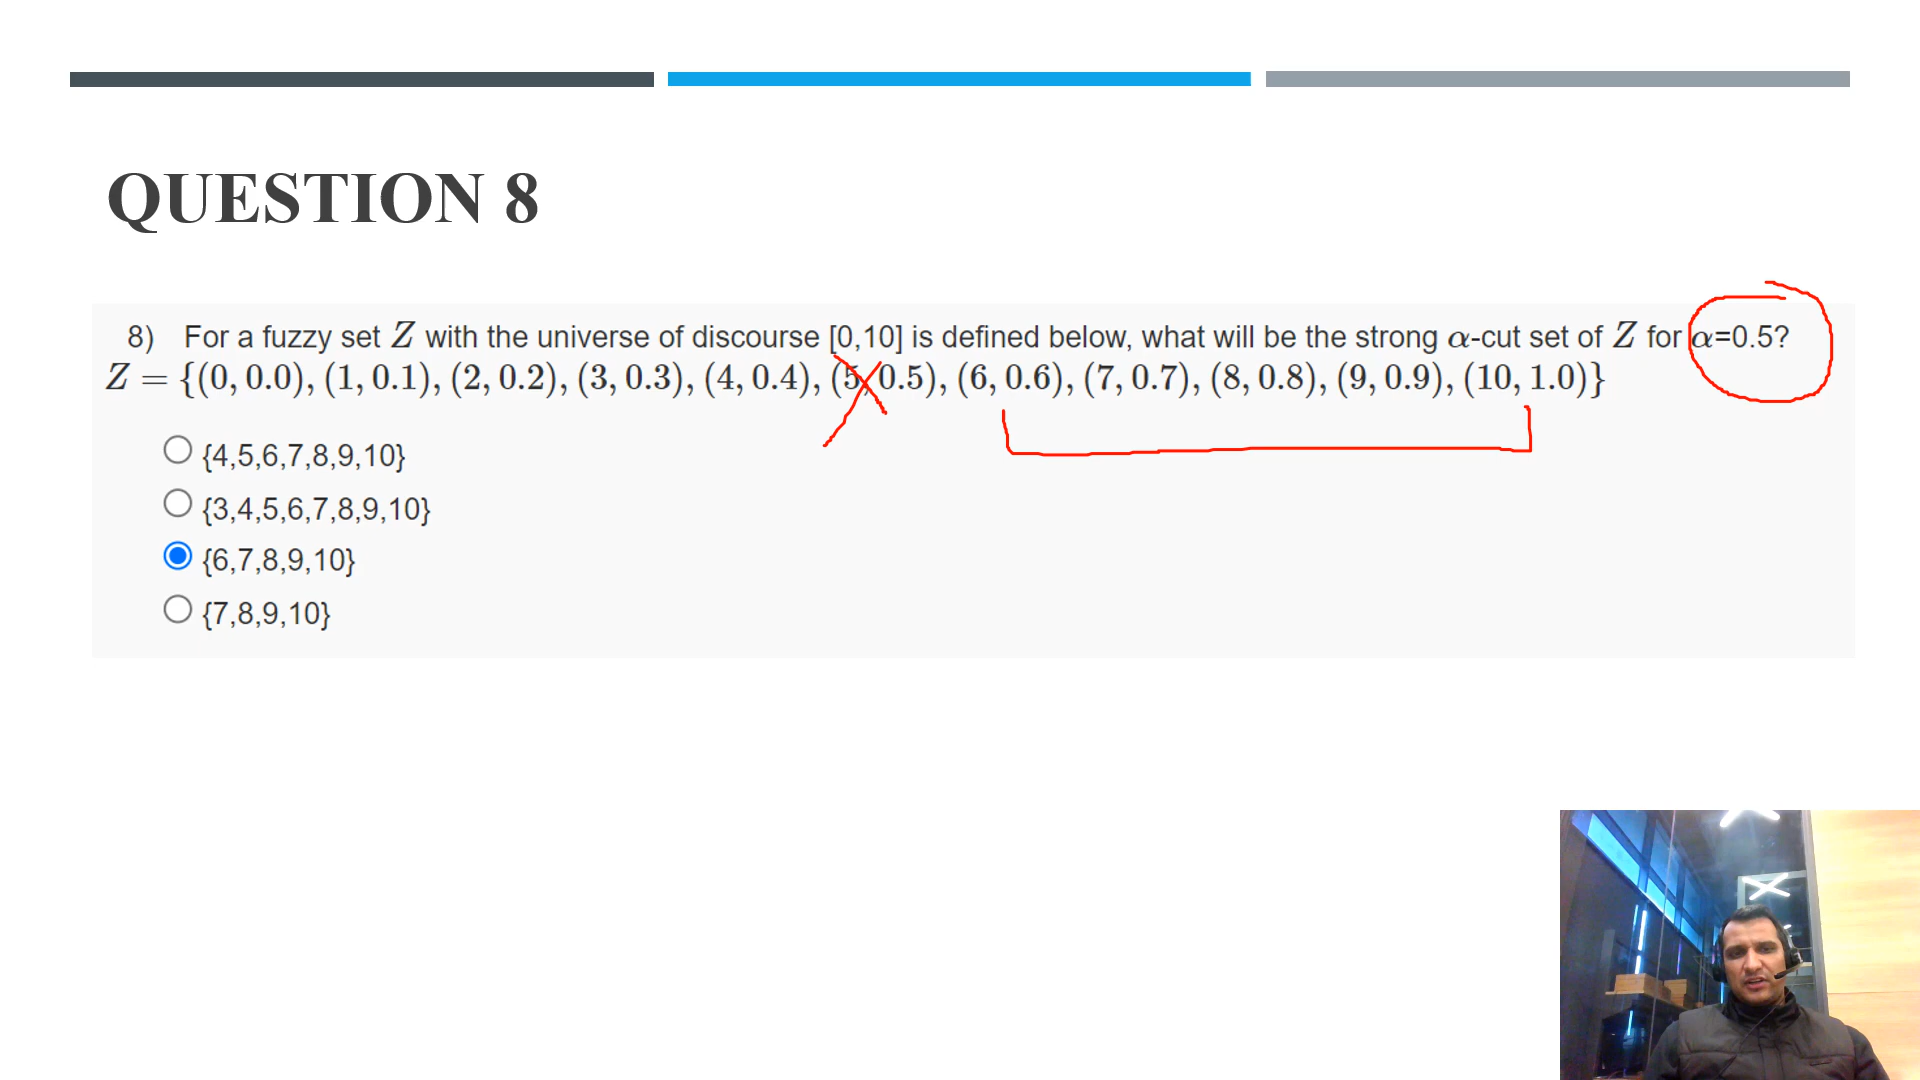 QUESTION 8
8) For a fuzzy set Z with the universe of discourse [0,10] is defined below, what will be the strong α-cut set of Z for α=0.5?
Z = {(0, 0.0), (1, 0.1), (2, 0.2), (3, 0.3), (4, 0.4), (5, 0.5), (6, 0.6), (7, 0.7), (8, 0.8), (9, 0.9), (10, 1.0)}
{4,5,6,7,8,9,10}
{3,4,5,6,7,8,9,10}
{6,7,8,9,10}
{7,8,9,10}